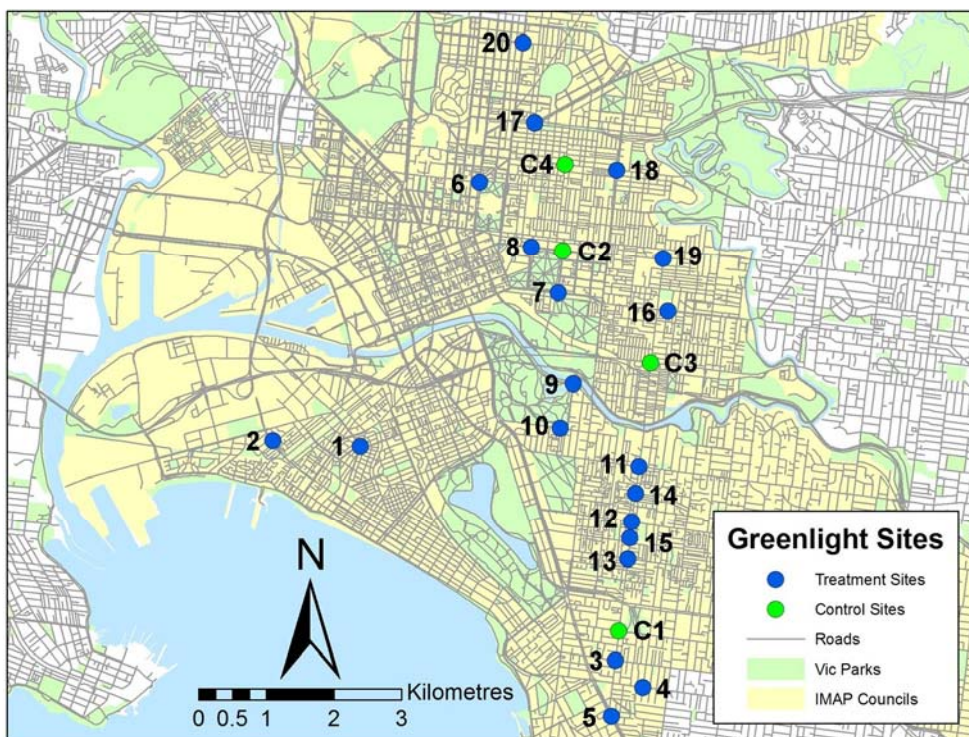 20
17
C4
18
6
8
C2
19
7
16
C3
9
10
2
1
11
14
12
15
13
C1
3
4
5
N
Kilometres
0 0.5 1 2 3
Greenlight Sites
Treatment Sites
Control Sites
Roads
Vic Parks
IMAP Councils